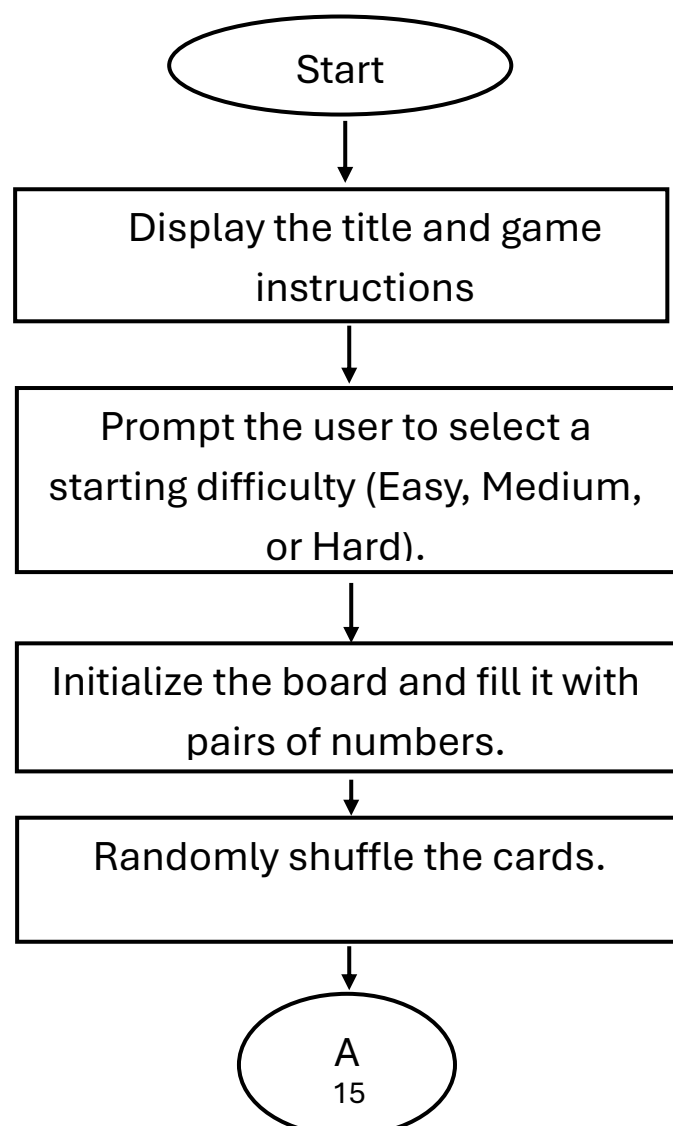 Start
Display the title and game
instructions
Prompt the user to select a
starting difficulty (Easy, Medium,
or Hard).
Initialize the board and fill it with
pairs of numbers.
Randomly shuffle the cards.
A
15